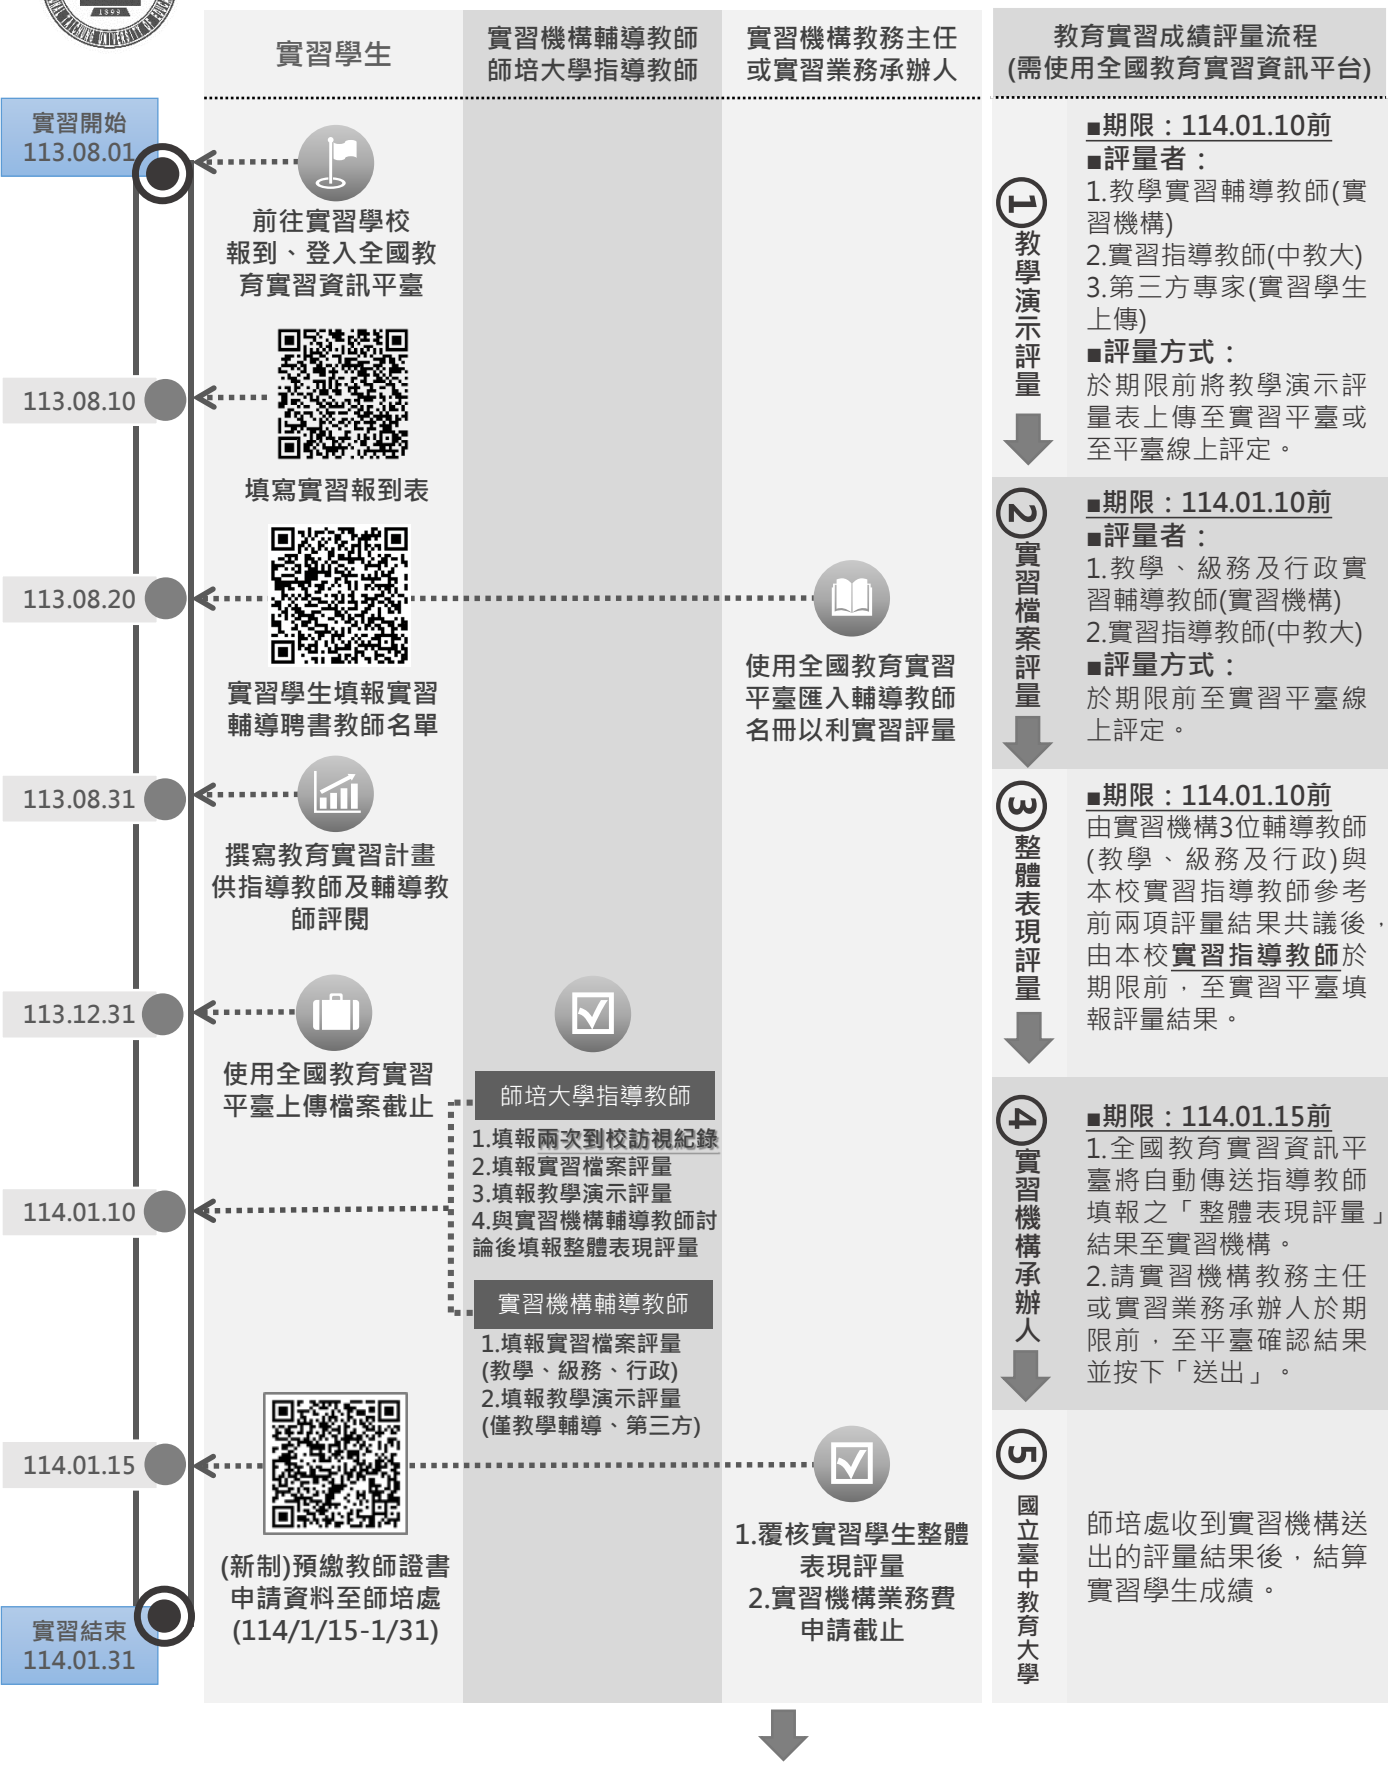 1899
實習學生
實習機構輔導教師
師培大學指導教師
實習機構教務主任
或實習業務承辦人
教育實習成績評量流程
(需使用全國教育實習資訊平台)
實習開始
113.08.01
前往實習學校
報到、登入全國教
育實習資訊平臺
113.08.10
填寫實習報到表
113.08.20
實習學生填報實習
輔導聘書教師名單
使用全國教育實習
平臺匯入輔導教師
名冊以利實習評量
113.08.31
撰寫教育實習計畫
供指導教師及輔導教
師評閱
113.12.31
使用全國教育實習
平臺上傳檔案截止
師培大學指導教師
1.填報兩次到校訪視紀錄
2.填報實習檔案評量
3.填報教學演示評量
4.與實習機構輔導教師討
論後填報整體表現評量
114.01.10
實習機構輔導教師
1.填報實習檔案評量
(教學、級務、行政)
2.填報教學演示評量
(僅教學輔導、第三方)
114.01.15
(新制)預繳教師證書
申請資料至師培處
(114/1/15-1/31)
1.覆核實習學生整體
表現評量
2.實習機構業務費
申請截止
實習結束
114.01.31
1教學演示評量
■期限：114.01.10前
■評量者：
1.教學實習輔導教師(實
習機構)
2.實習指導教師(中教大)
3.第三方專家(實習學生
上傳)
■評量方式：
於期限前將教學演示評
量表上傳至實習平臺或
至平臺線上評定。
2實習檔案評量
■期限：114.01.10前
■評量者：
1.教學、級務及行政實
習輔導教師(實習機構)
2.實習指導教師(中教大)
■評量方式：
於期限前至實習平臺線
上評定。
3整體表現評量
■期限：114.01.10前
由實習機構3位輔導教師
(教學、級務及行政)與
本校實習指導教師參考
前兩項評量結果共議後，
由本校實習指導教師於
期限前，至實習平臺填
報評量結果。
4實習機構承辦人
■期限：114.01.15前
1.全國教育實習資訊平
臺將自動傳送指導教師
填報之「整體表現評量」
結果至實習機構。
2.請實習機構教務主任
或實習業務承辦人於期
限前，至平臺確認結果
並按下「送出」。
5國立臺中教育大學
師培處收到實習機構送
出的評量結果後，結算
實習學生成績。